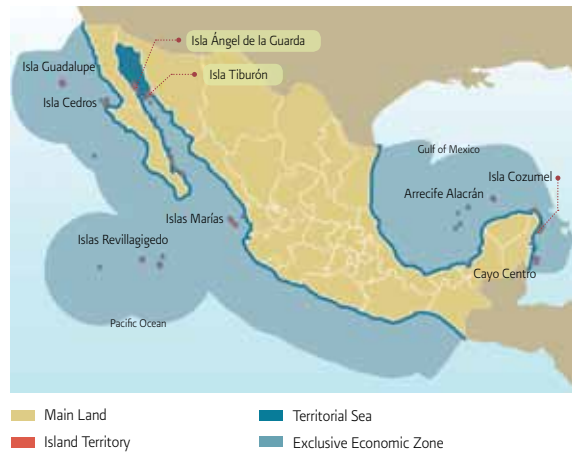 Isla Ángel de la Guarda
Isla Guadalupe
Isla Tiburón
Isla Cedros
Gulf of Mexico
Isla Cozumel
Arrecife Alacrán
Islas Marías
Islas Revillagigedo
Cayo Centro
Pacific Ocean
Main Land
Territorial Sea
Island Territory
Exclusive Economic Zone